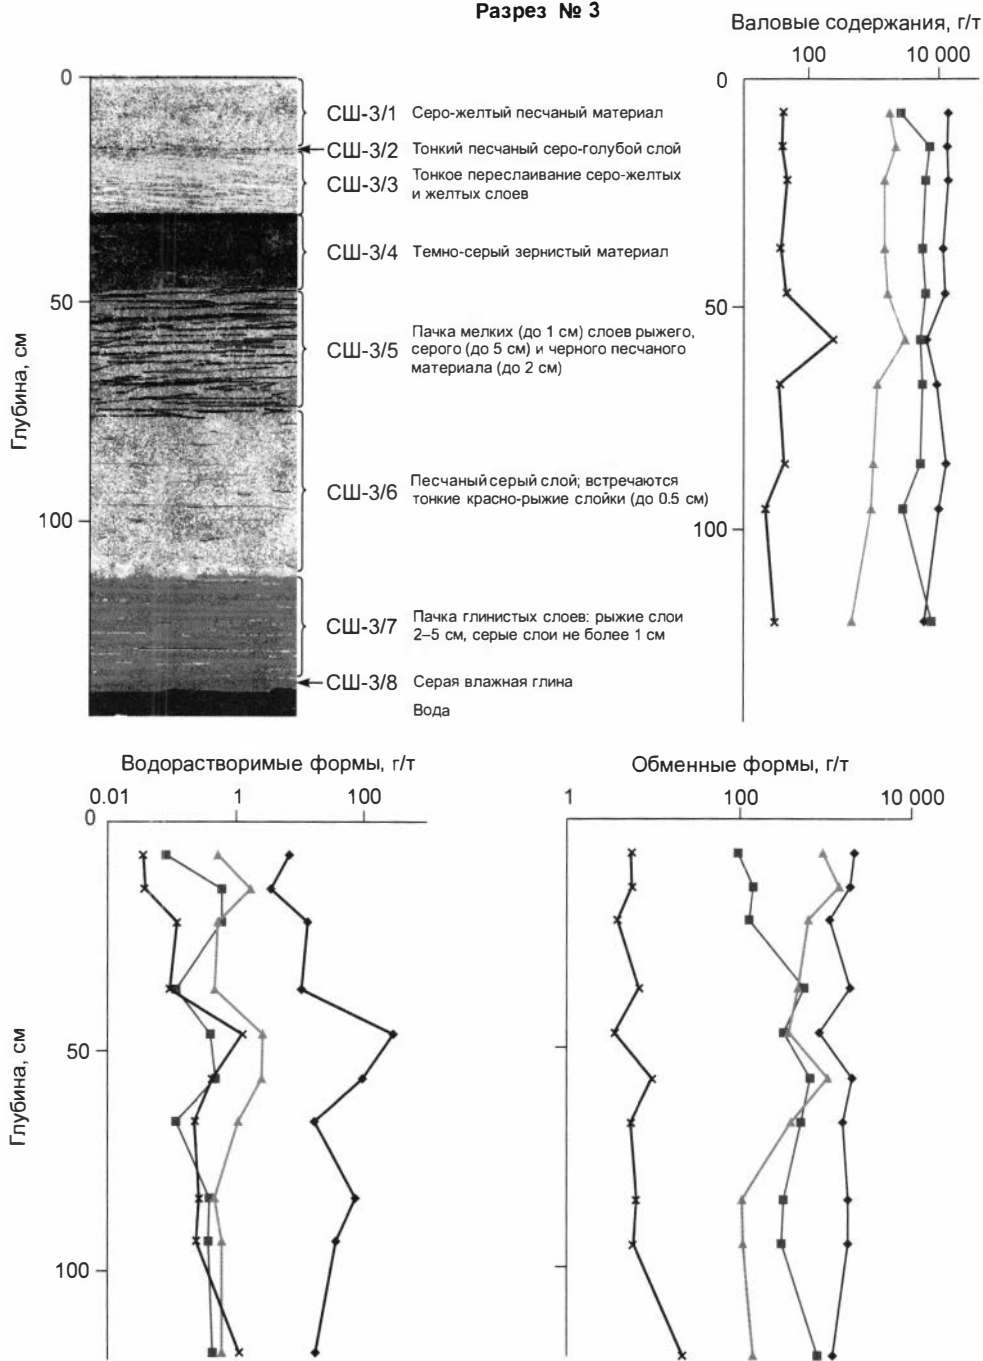 Разрез № 3
Валовые содержания, г/т
100
10 000
0
0
50
100
Глубина, см
СШ-3/1 Серо-желтый песчаный материал
СШ-3/2 Тонкий песчаный серо-голубой слой
СШ-3/3 Тонкое переслаивание серо-желтых
и желтых слоев
СШ-3/4 Темно-серый зернистый материал
СШ-3/5 Пачка мелких (до 1 см) слоев рыжего,
серого (до 5 см) и черного песчаного
материала (до 2 см)
СШ-3/6 Песчаный серый слой; встречаются
тонкие красно-рыжие слойки (до 0.5 см)
СШ-3/7 Пачка глинистых слоев: рыжие слои
2–5 см, серые слои не более 1 см
СШ-3/8 Серая влажная глина
Вода
50
100
Водорастворимые формы, г/т
0.01 1 100
0
50
100
Глубина, см
Обменные формы, г/т
1 100 10 000